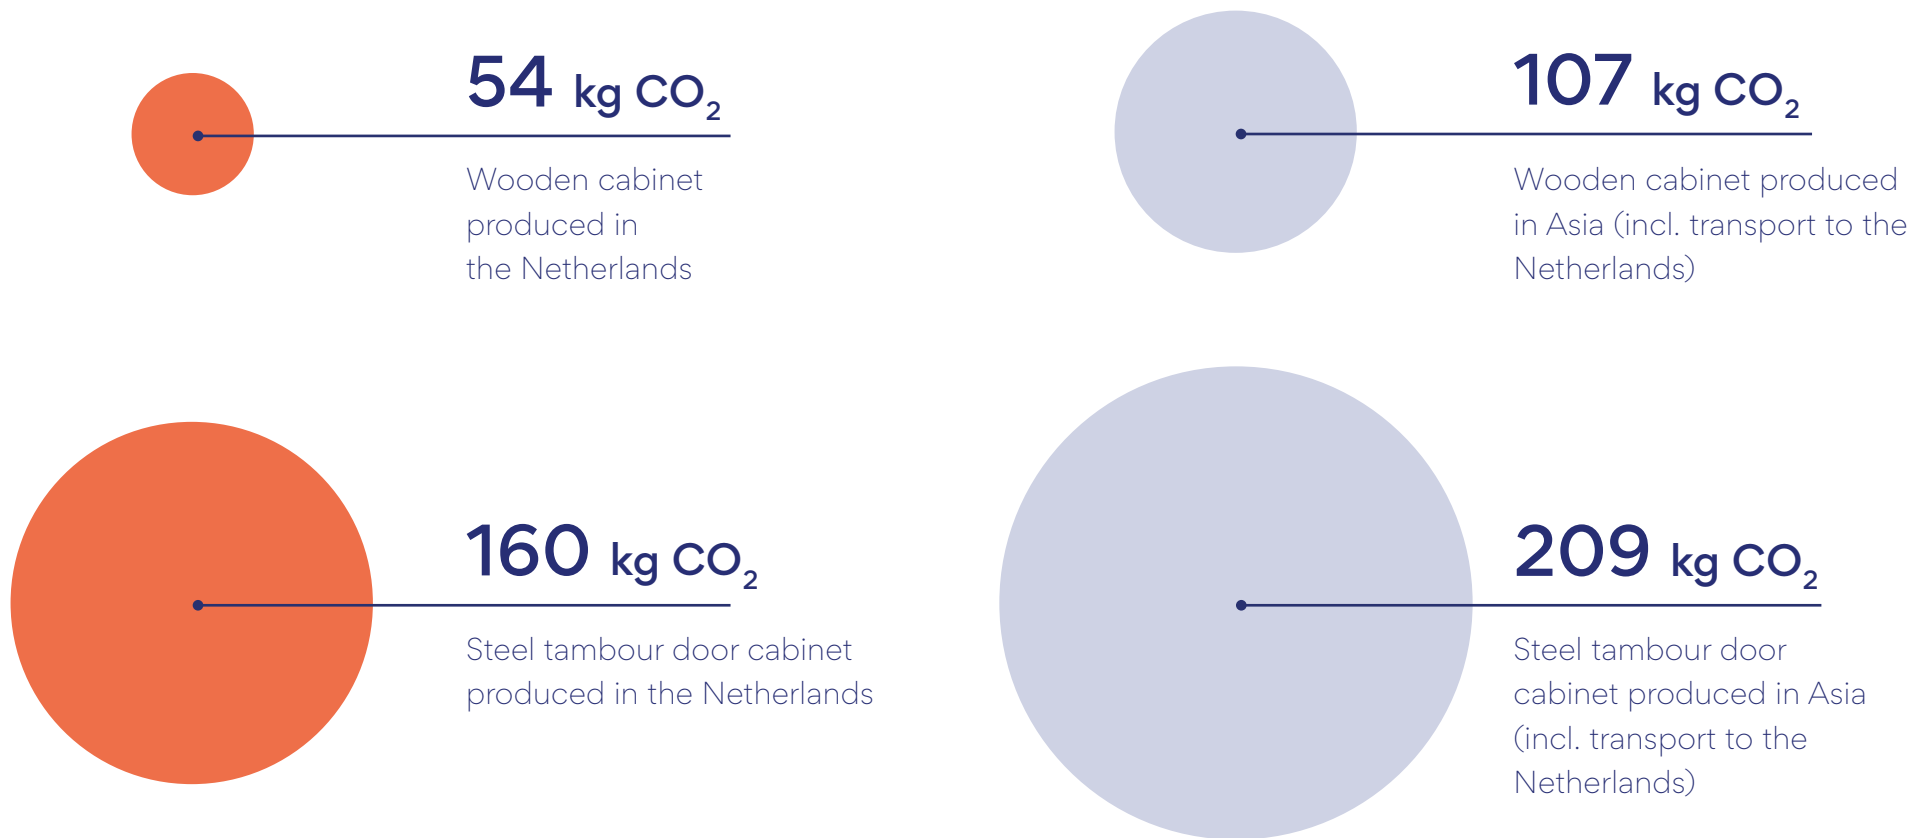 54 kg CO₂
Wooden cabinet
produced in
the Netherlands
107 kg CO₂
Wooden cabinet produced
in Asia (incl. transport to the
Netherlands)
160 kg CO₂
Steel tambour door cabinet
produced in the Netherlands
209 kg CO₂
Steel tambour door
cabinet produced in Asia
(incl. transport to the
Netherlands)